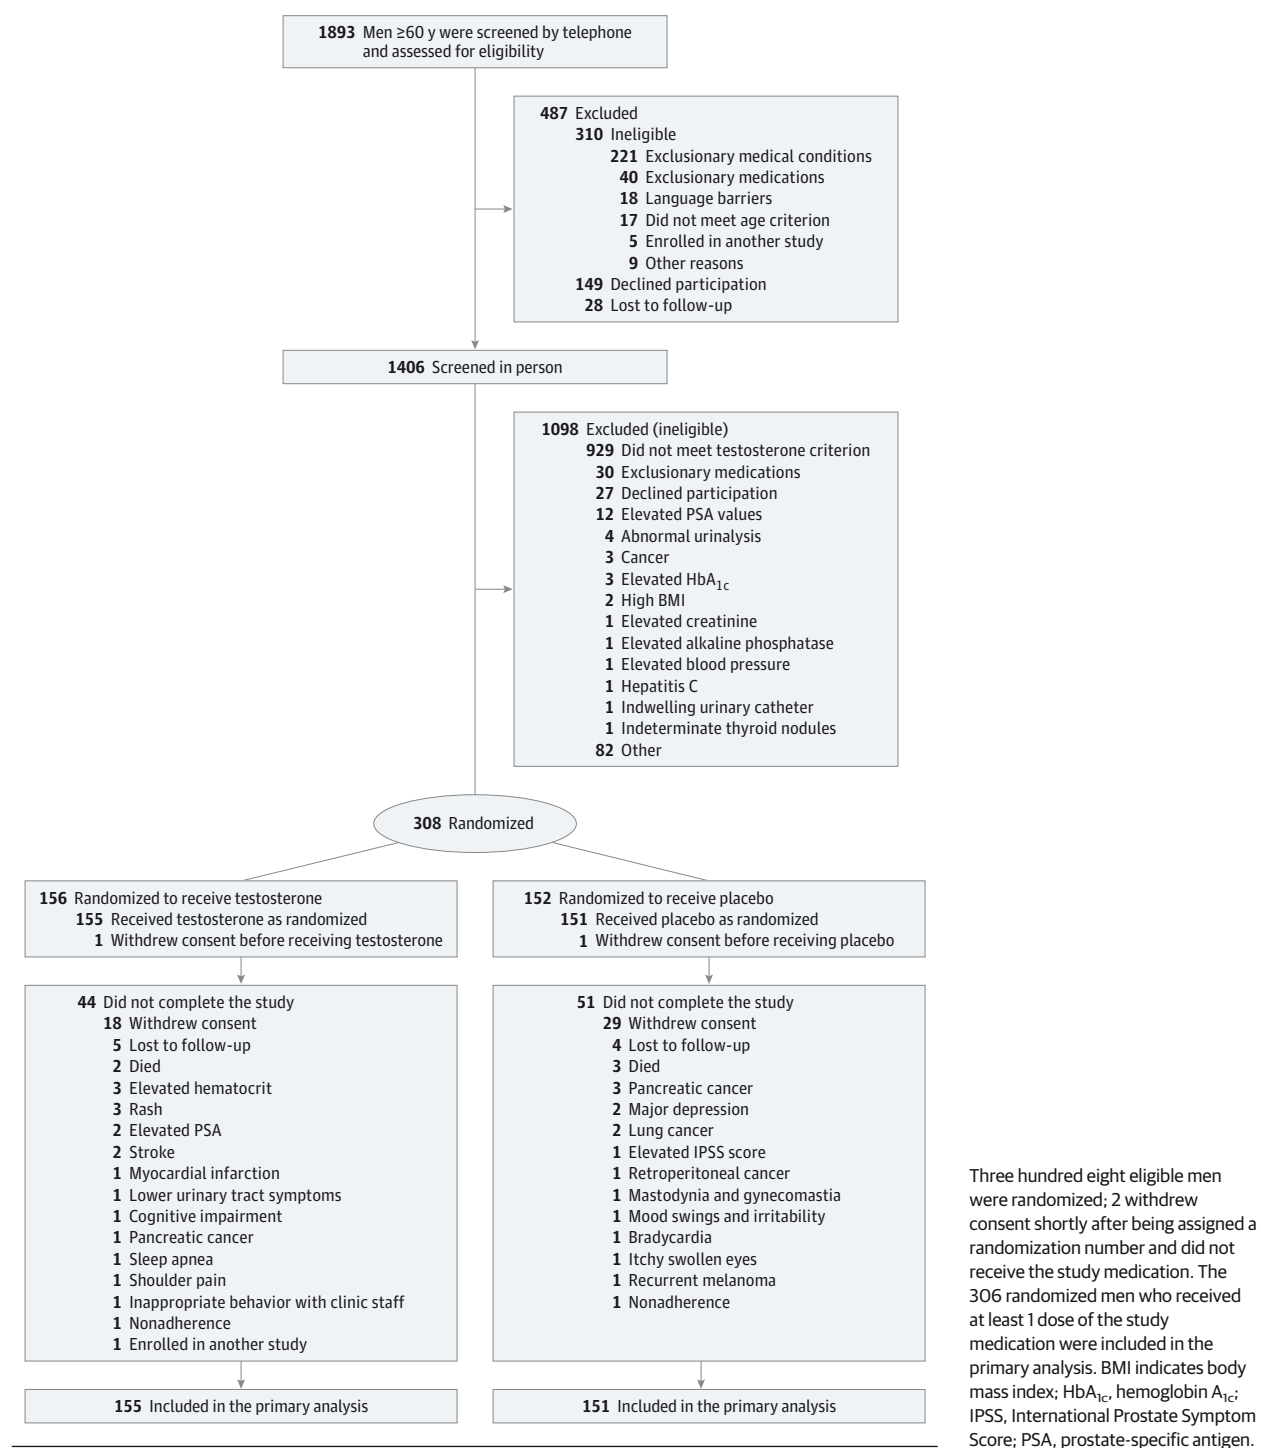 1893 Men ≥60 y were screened by telephone
and assessed for eligibility
487 Excluded
310 Ineligible
221 Exclusionary medical conditions
40 Exclusionary medications
18 Language barriers
17 Did not meet age criterion
5 Enrolled in another study
9 Other reasons
149 Declined participation
28 Lost to follow-up
1406 Screened in person
1098 Excluded (ineligible)
929 Did not meet testosterone criterion
30 Exclusionary medications
27 Declined participation
12 Elevated PSA values
4 Abnormal urinalysis
3 Cancer
3 Elevated HbA1c
2 High BMI
1 Elevated creatinine
1 Elevated alkaline phosphatase
1 Elevated blood pressure
1 Hepatitis C
1 Indwelling urinary catheter
1 Indeterminate thyroid nodules
82 Other
308 Randomized
156 Randomized to receive testosterone
155 Received testosterone as randomized
1 Withdrew consent before receiving testosterone
152 Randomized to receive placebo
151 Received placebo as randomized
1 Withdrew consent before receiving placebo
44 Did not complete the study
18 Withdrew consent
5 Lost to follow-up
2 Died
3 Elevated hematocrit
3 Rash
2 Elevated PSA
2 Stroke
1 Myocardial infarction
1 Lower urinary tract symptoms
1 Cognitive impairment
1 Pancreatic cancer
1 Sleep apnea
1 Shoulder pain
1 Inappropriate behavior with clinic staff
1 Nonadherence
1 Enrolled in another study
51 Did not complete the study
29 Withdrew consent
4 Lost to follow-up
3 Died
3 Pancreatic cancer
2 Major depression
2 Lung cancer
1 Elevated IPSS score
1 Retroperitoneal cancer
1 Mastodynia and gynecomastia
1 Mood swings and irritability
1 Bradycardia
1 Itchy swollen eyes
1 Recurrent melanoma
1 Nonadherence
155 Included in the primary analysis
151 Included in the primary analysis
Three hundred eight eligible men
were randomized; 2 withdrew
consent shortly after being assigned a
randomization number and did not
receive the study medication. The
306 randomized men who received
at least 1 dose of the study
medication were included in the
primary analysis. BMI indicates body
mass index; HbA1c, hemoglobin A1c;
IPSS, International Prostate Symptom
Score; PSA, prostate-specific antigen.